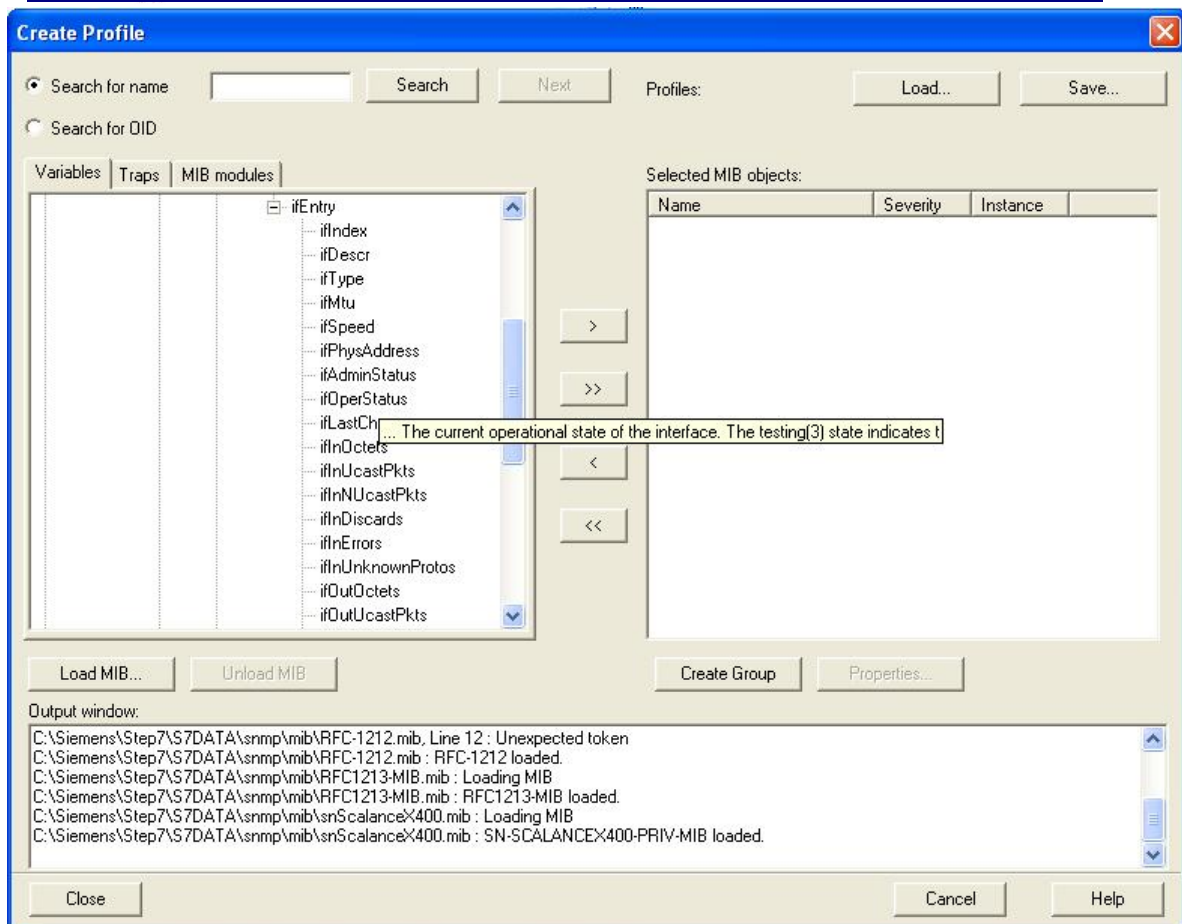 Create Profile
Search for name
Search
Next
Profiles:
Load...
Save...
Search for OID
Variables
Traps
MIB modules
Selected MIB objects:
ifEntry
ifIndex
ifDescr
ifType
ifMtu
ifSpeed
ifPhysAddress
ifAdminStatus
ifOperStatus
ifLastCh
... The current operational state of the interface. The testing(3) state indicates t
ifInOctets
ifInUcastPkts
ifInNUcastPkts
ifInDiscards
ifInErrors
ifInUnknownProtos
ifOutOctets
ifOutUcastPkts
>
>>
<
<<
Name
Severity
Instance
Load MIB...
Unload MIB
Create Group
Properties...
Output window:
C:\Siemens\Step7\S7DATA\snmp\mib\RFC-1212.mib, Line 12 : Unexpected token
C:\Siemens\Step7\S7DATA\snmp\mib\RFC-1212.mib : RFC-1212 loaded.
C:\Siemens\Step7\S7DATA\snmp\mib\RFC1213-MIB.mib : Loading MIB
C:\Siemens\Step7\S7DATA\snmp\mib\RFC1213-MIB.mib : RFC1213-MIB loaded.
C:\Siemens\Step7\S7DATA\snmp\mib\snScalanceX400.mib : Loading MIB
C:\Siemens\Step7\S7DATA\snmp\mib\snScalanceX400.mib : SN-SCALANCEX400-PRIV-MIB loaded.
Close
Cancel
Help